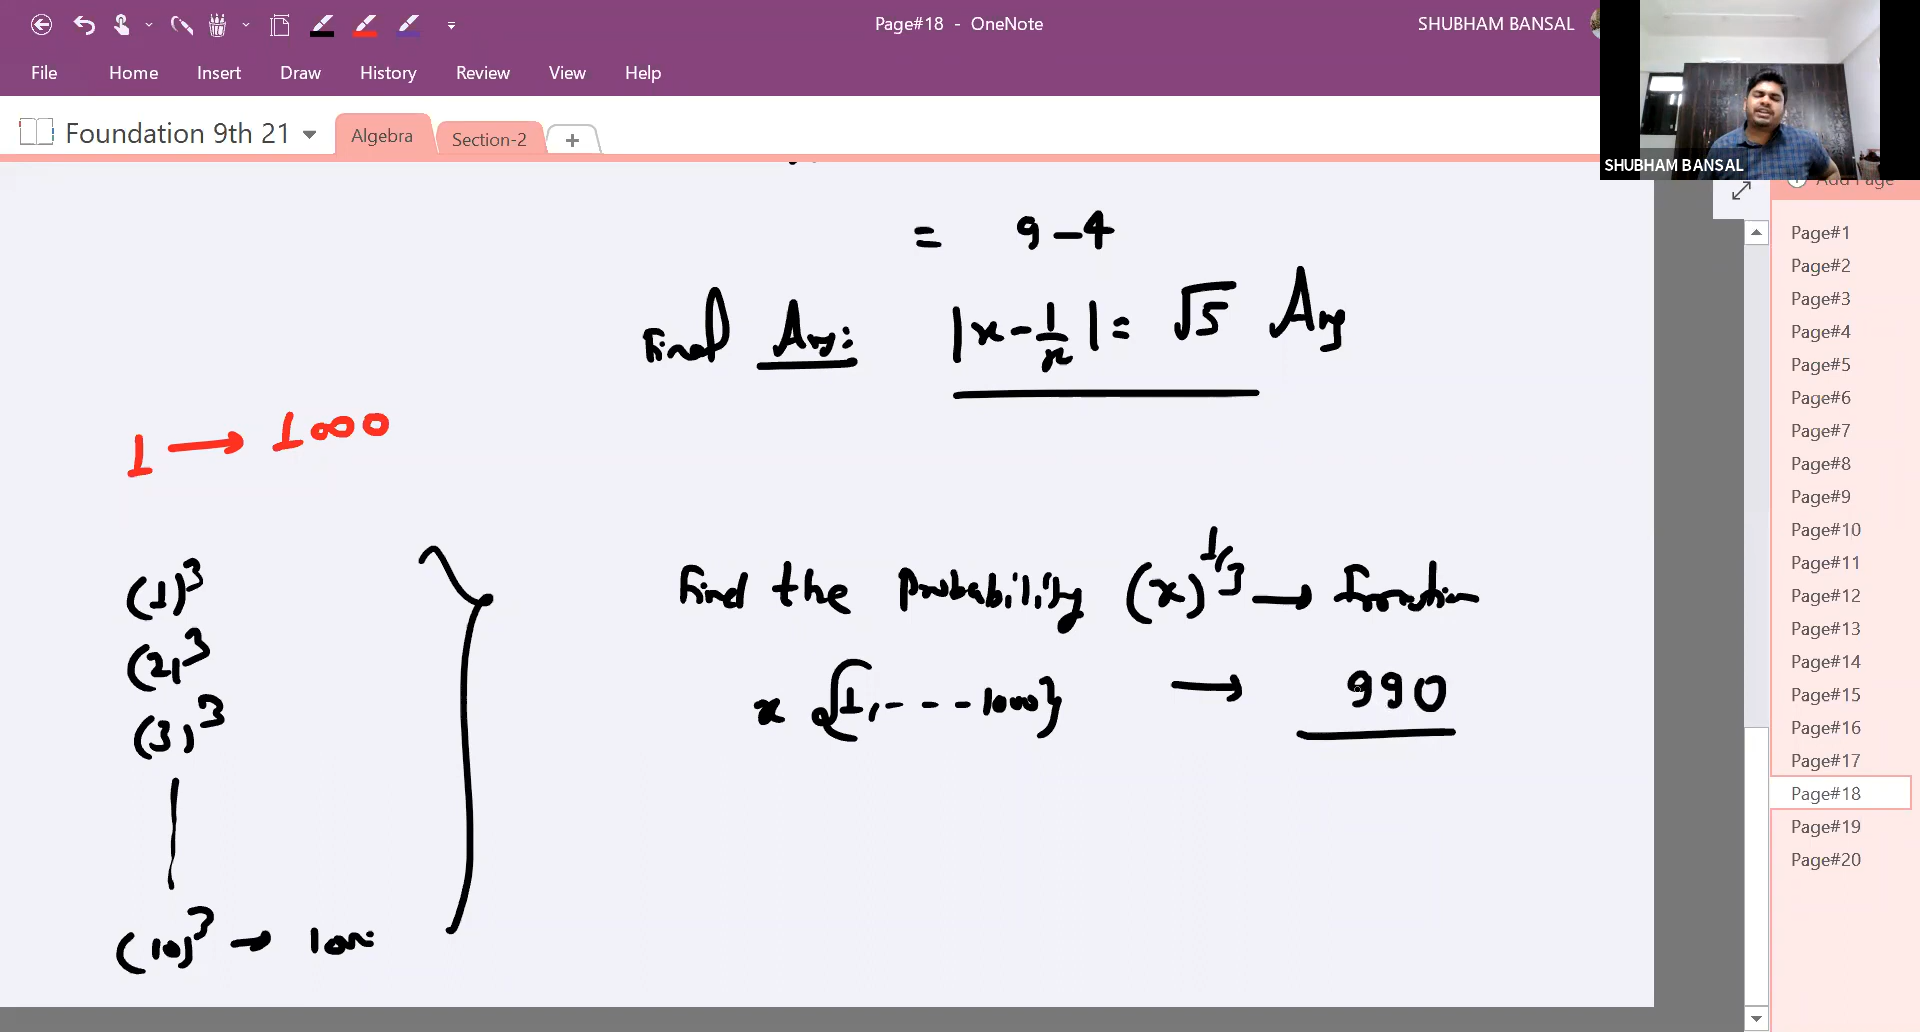 Page#18 - OneNote
SHUBHAM BANSAL
File Home Insert Draw History Review View Help
SHUBHAM BANSAL
Foundation 9th 21
Algebra
Section-2
+
Add Page
Page#1
Page#2
Page#3
Page#4
Page#5
Page#6
Page#7
Page#8
Page#9
Page#10
Page#11
Page#12
Page#13
Page#14
Page#15
Page#16
Page#17
Page#18
Page#19
Page#20
= 9-4
Final Ans: |x - 1/x| = √5 Ans
1 → 1000
(1)³
(2)³
(3)³
(10)³ →
Find the Probability (x)^1/3 →
x {1, - - - - 1000} → 990